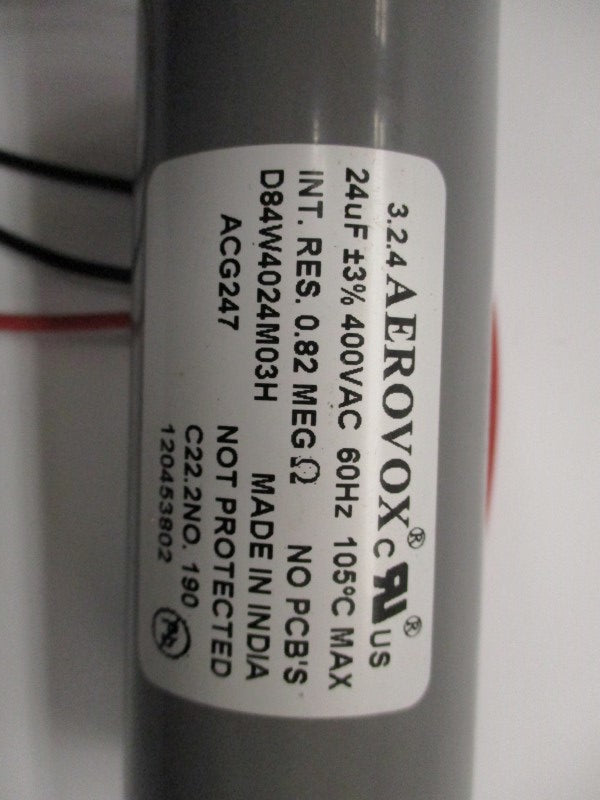 3.2.4 AEROVOX® c RU® US
24uF ±3% 400VAC 60Hz 105°C MAX
INT. RES. 0.82 MEG Ω NO PCB'S
D84W4024M03H MADE IN INDIA
ACG247 NOT PROTECTED
C22.2NO. 190
120453802